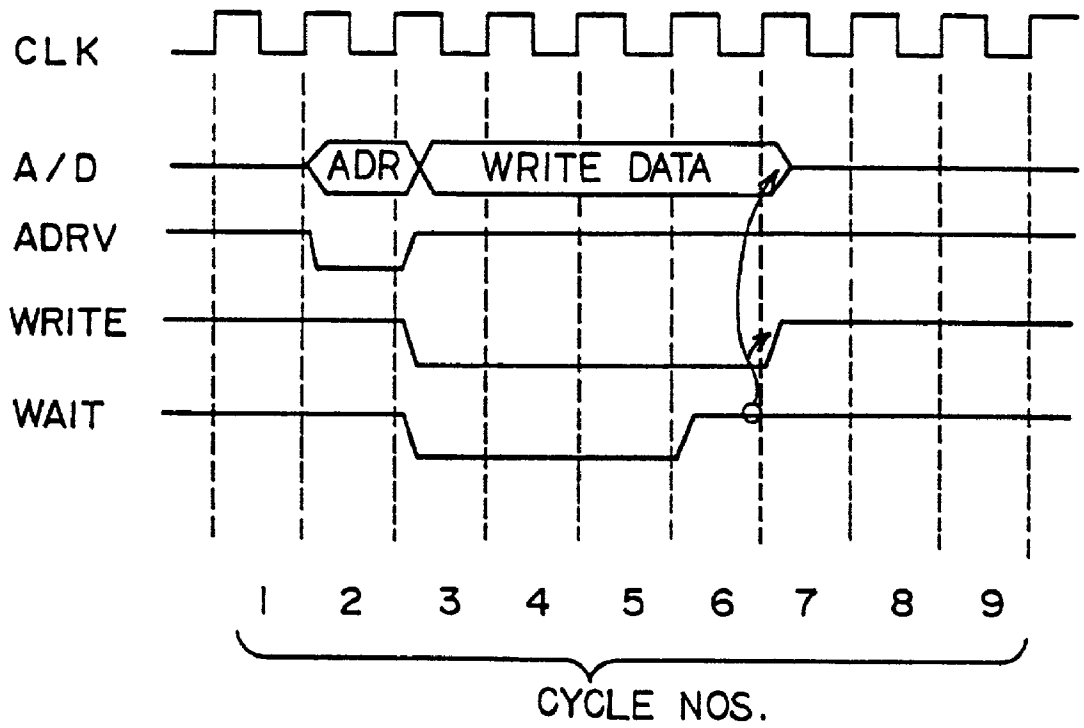 CLK
A/D
ADR
WRITE DATA
ADRV
WRITE
WAIT
1 2 3 4 5 6 7 8 9
CYCLE NOS.